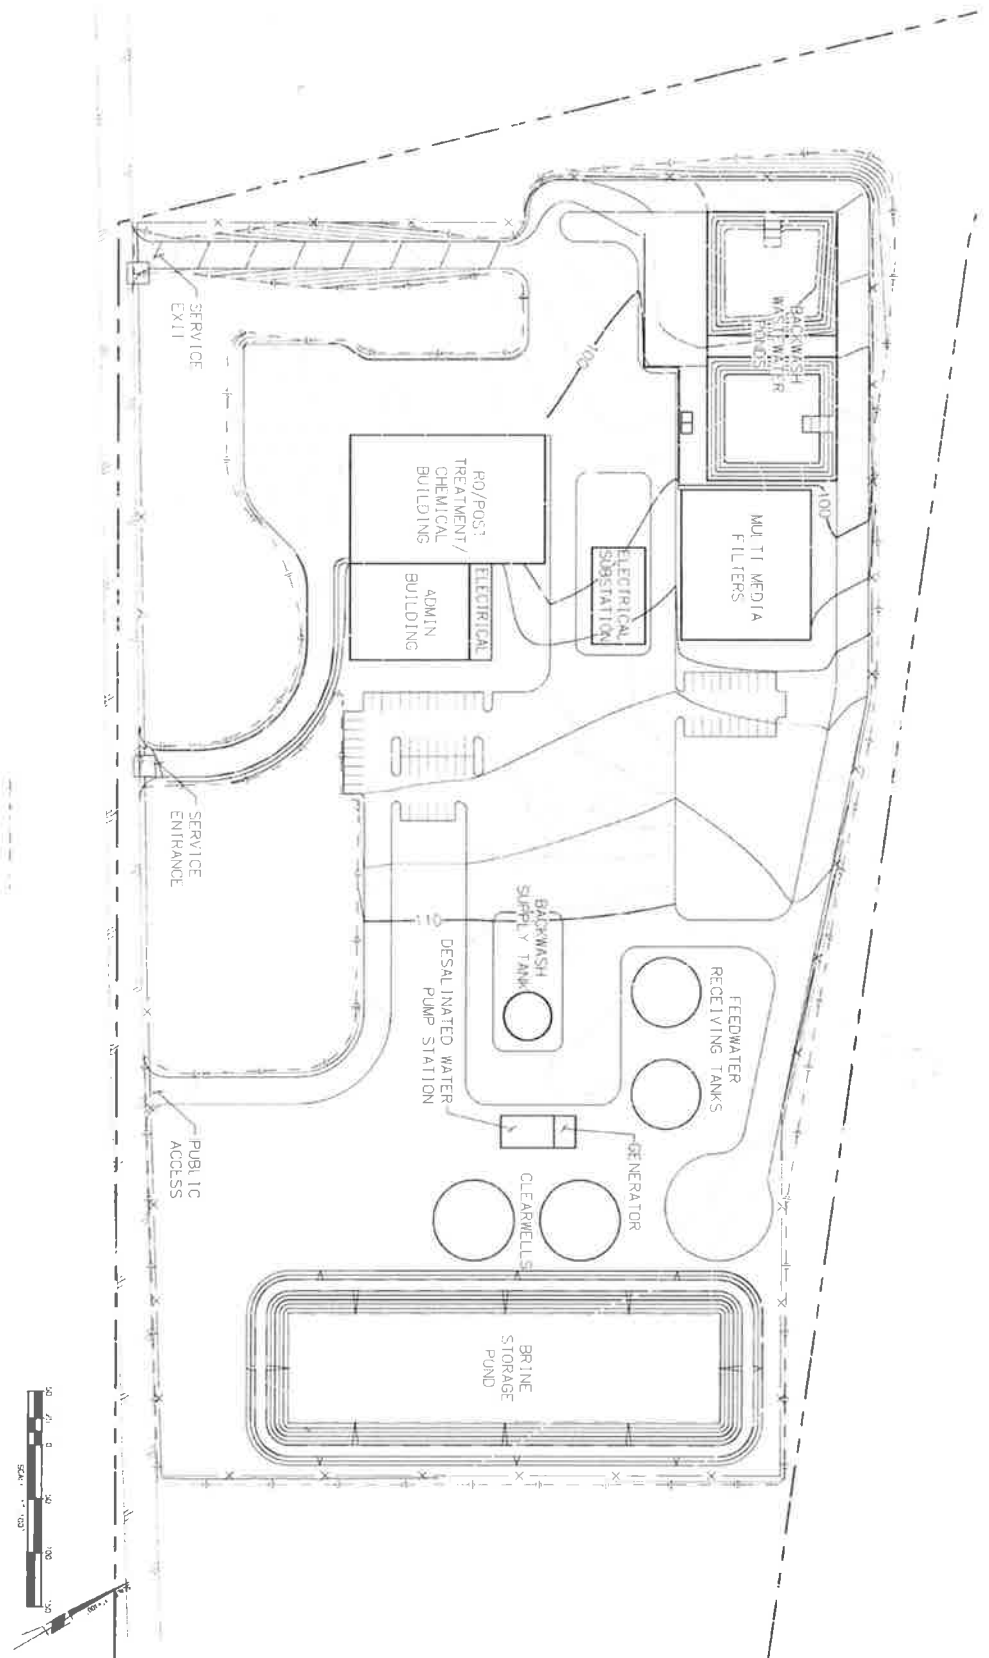 SERVICE
EXIT
BACKWASH
WASTEWATER
PONDS
100
MULTI MEDIA
FILTERS
RO/POST
TREATMENT/
CHEMICAL
BUILDING
ELECTRICAL
ADMIN
BUILDING
ELECTRICAL
SUBSTATION
SERVICE
ENTRANCE
110
BACKWASH
SUPPLY TANK
DESALINATED WATER
PUMP STATION
FEEDWATER
RECEIVING TANKS
GENERATOR
CLEARWELLS
PUBLIC
ACCESS
BRINE
STORAGE
POND
50
0
50
100
150